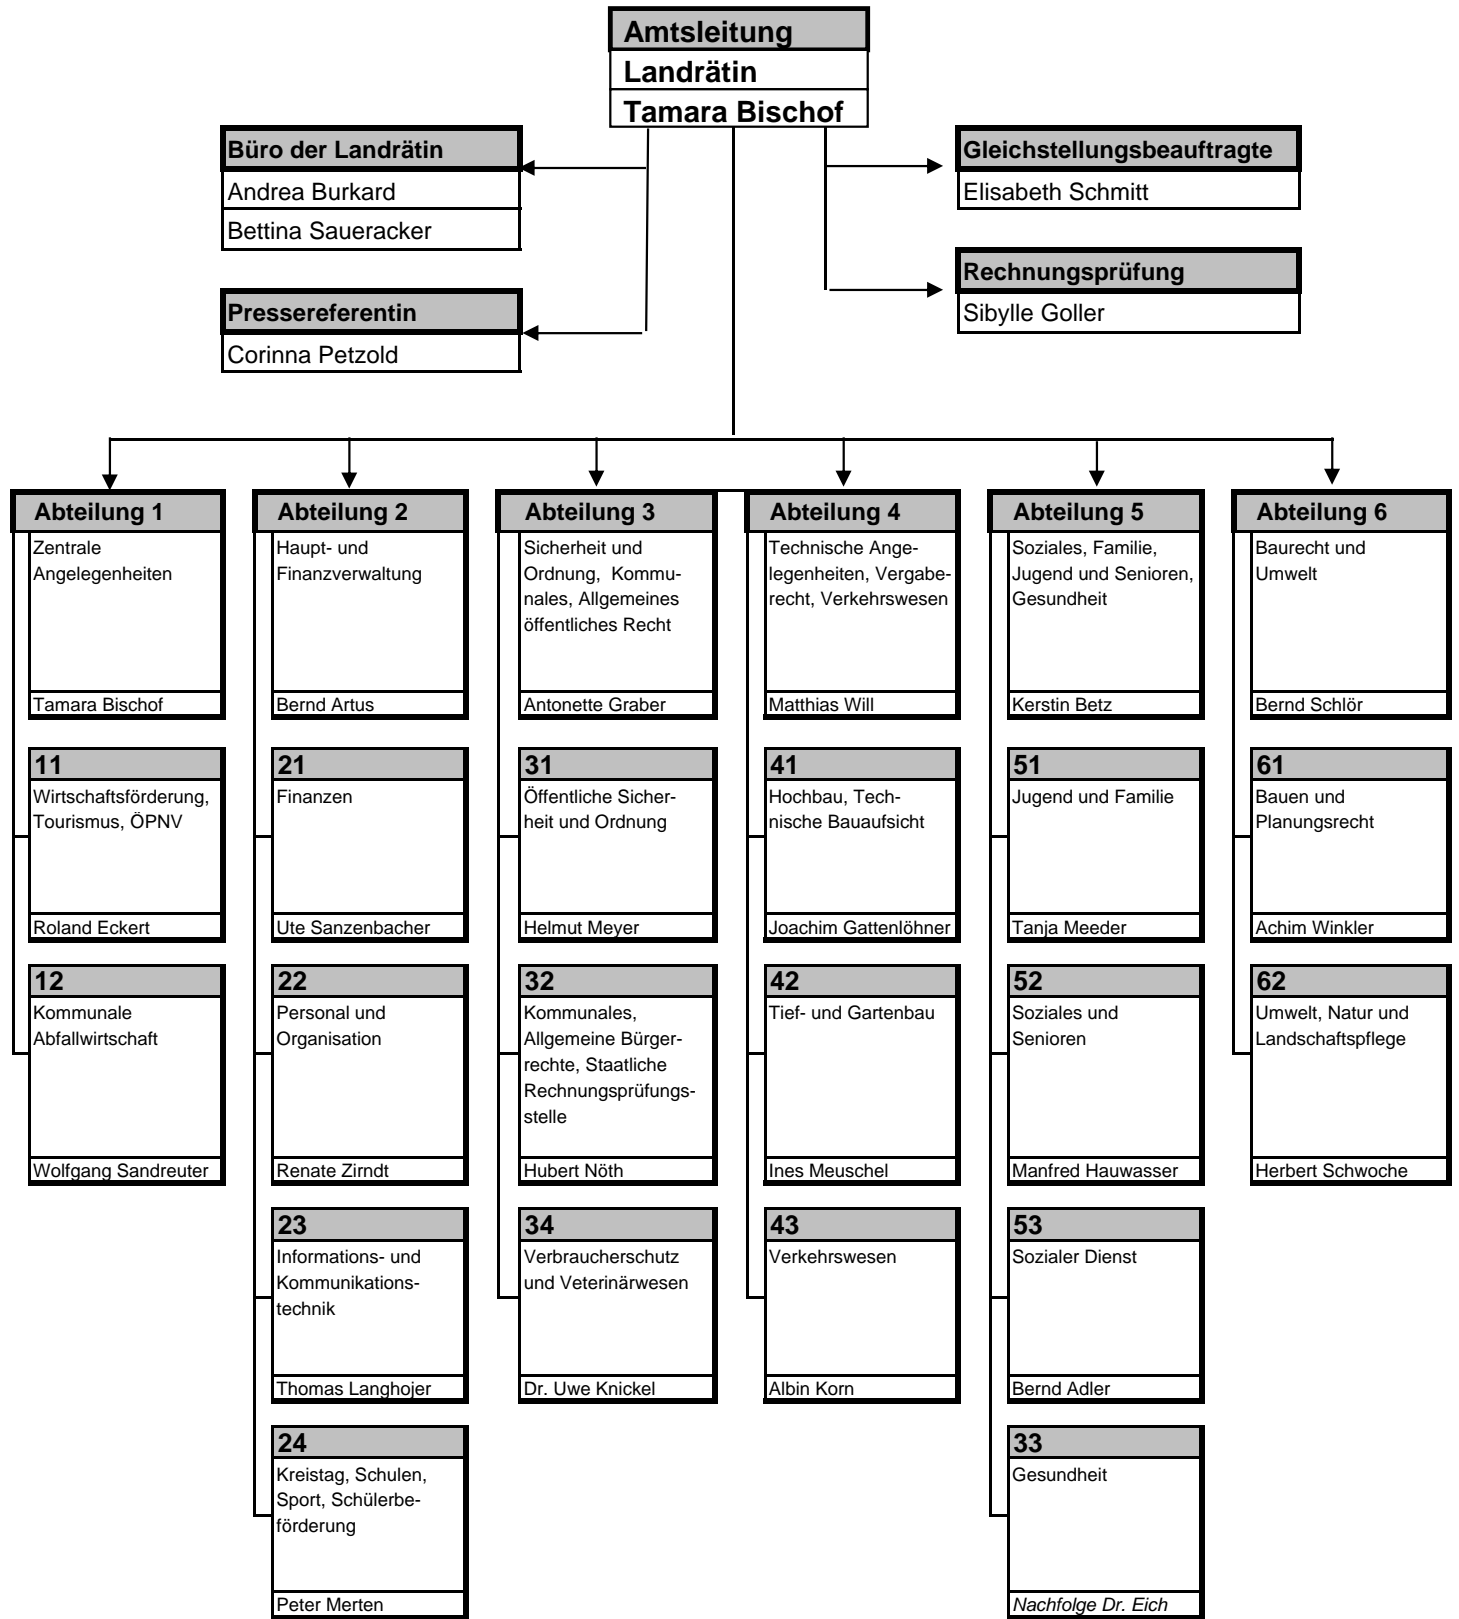 Amtsleitung
Landrätin
Tamara Bischof
Büro der Landrätin
Andrea Burkard
Bettina Saueracker
Pressereferentin
Corinna Petzold
Gleichstellungsbeauftragte
Elisabeth Schmitt
Rechnungsprüfung
Sibylle Goller
Abteilung 1
Zentrale
Angelegenheiten
Tamara Bischof
11
Wirtschaftsförderung,
Tourismus, ÖPNV
Roland Eckert
12
Kommunale
Abfallwirtschaft
Wolfgang Sandreuter
Abteilung 2
Haupt- und
Finanzverwaltung
Bernd Artus
21
Finanzen
Ute Sanzenbacher
22
Personal und
Organisation
Renate Zirndt
23
Informations- und
Kommunikations-
technik
Thomas Langhojer
24
Kreistag, Schulen,
Sport, Schülerbe-
förderung
Peter Merten
Abteilung 3
Sicherheit und
Ordnung, Kommu-
nales, Allgemeines
öffentliches Recht
Antonette Graber
31
Öffentliche Sicher-
heit und Ordnung
Helmut Meyer
32
Kommunales,
Allgemeine Bürger-
rechte, Staatliche
Rechnungsprüfungs-
stelle
Hubert Nöth
34
Verbraucherschutz
und Veterinärwesen
Dr. Uwe Knickel
Abteilung 4
Technische Ange-
legenheiten, Vergabe-
recht, Verkehrswesen
Matthias Will
41
Hochbau, Tech-
nische Bauaufsicht
Joachim Gattenlöhner
42
Tief- und Gartenbau
Ines Meuschel
43
Verkehrswesen
Albin Korn
Abteilung 5
Soziales, Familie,
Jugend und Senioren,
Gesundheit
Kerstin Betz
51
Jugend und Familie
Tanja Meeder
52
Soziales und
Senioren
Manfred Hauwasser
53
Sozialer Dienst
Bernd Adler
33
Gesundheit
Nachfolge Dr. Eich
Abteilung 6
Baurecht und
Umwelt
Bernd Schlör
61
Bauen und
Planungsrecht
Achim Winkler
62
Umwelt, Natur und
Landschaftspflege
Herbert Schwoche